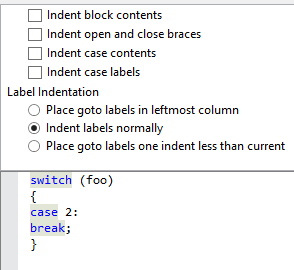 Indent block contents
Indent open and close braces
Indent case contents
Indent case labels
Label Indentation
Place goto labels in leftmost column
Indent labels normally
Place goto labels one indent less than current
switch (foo)
{
case 2:
break;
}